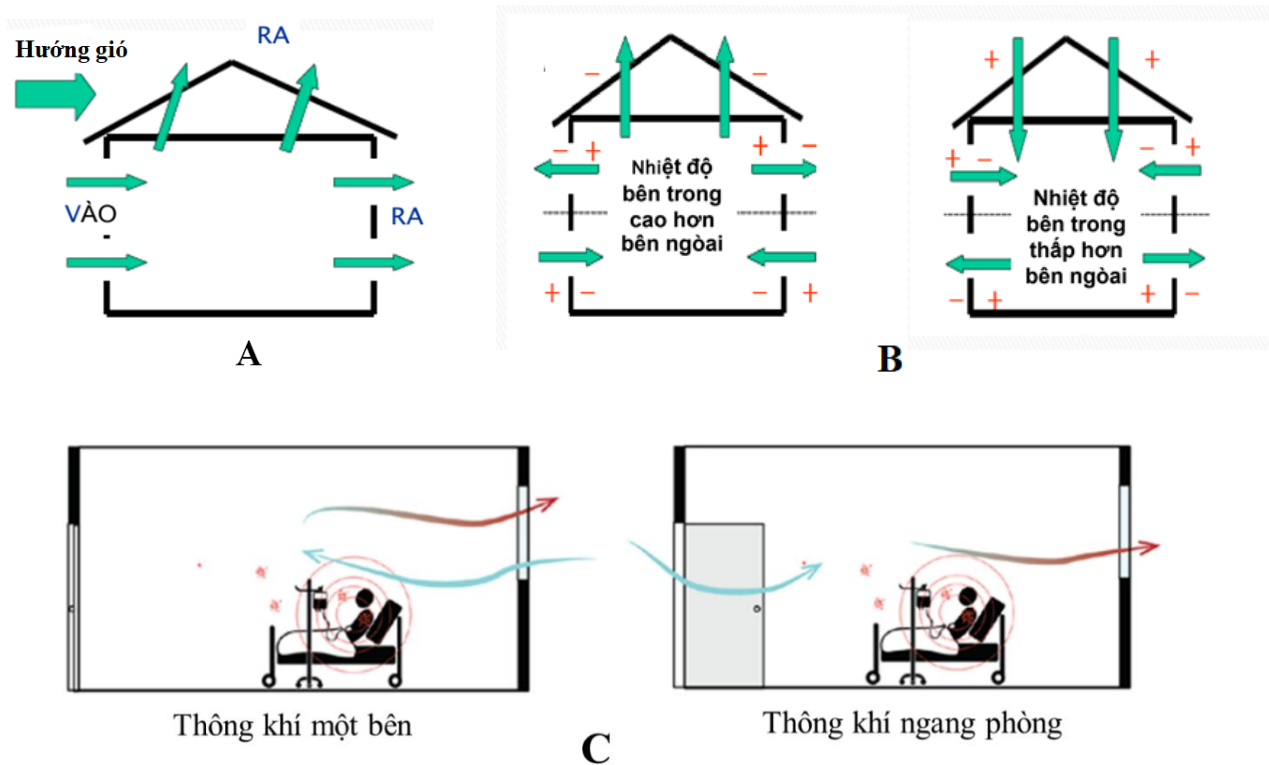 Hướng gió
RA
VÀO
RA
A
− −
− + + −
Nhiệt độ
bên trong
cao hơn
bên ngòai
+ − − +
+ +
+ − − +
Nhiệt độ
bên trong
thấp hơn
bên ngòai
− + + −
B
Thông khí một bên
Thông khí ngang phòng
C